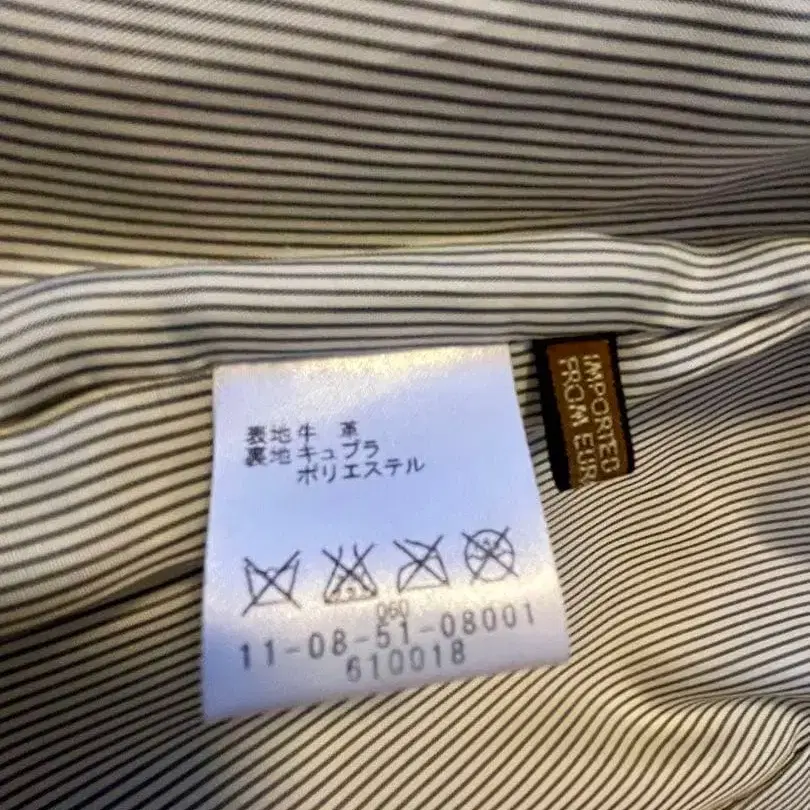 表地牛 革
裏地キュプラ
ポリエステル
060
11-08-51-08001
610018
IMPORTED
FROM